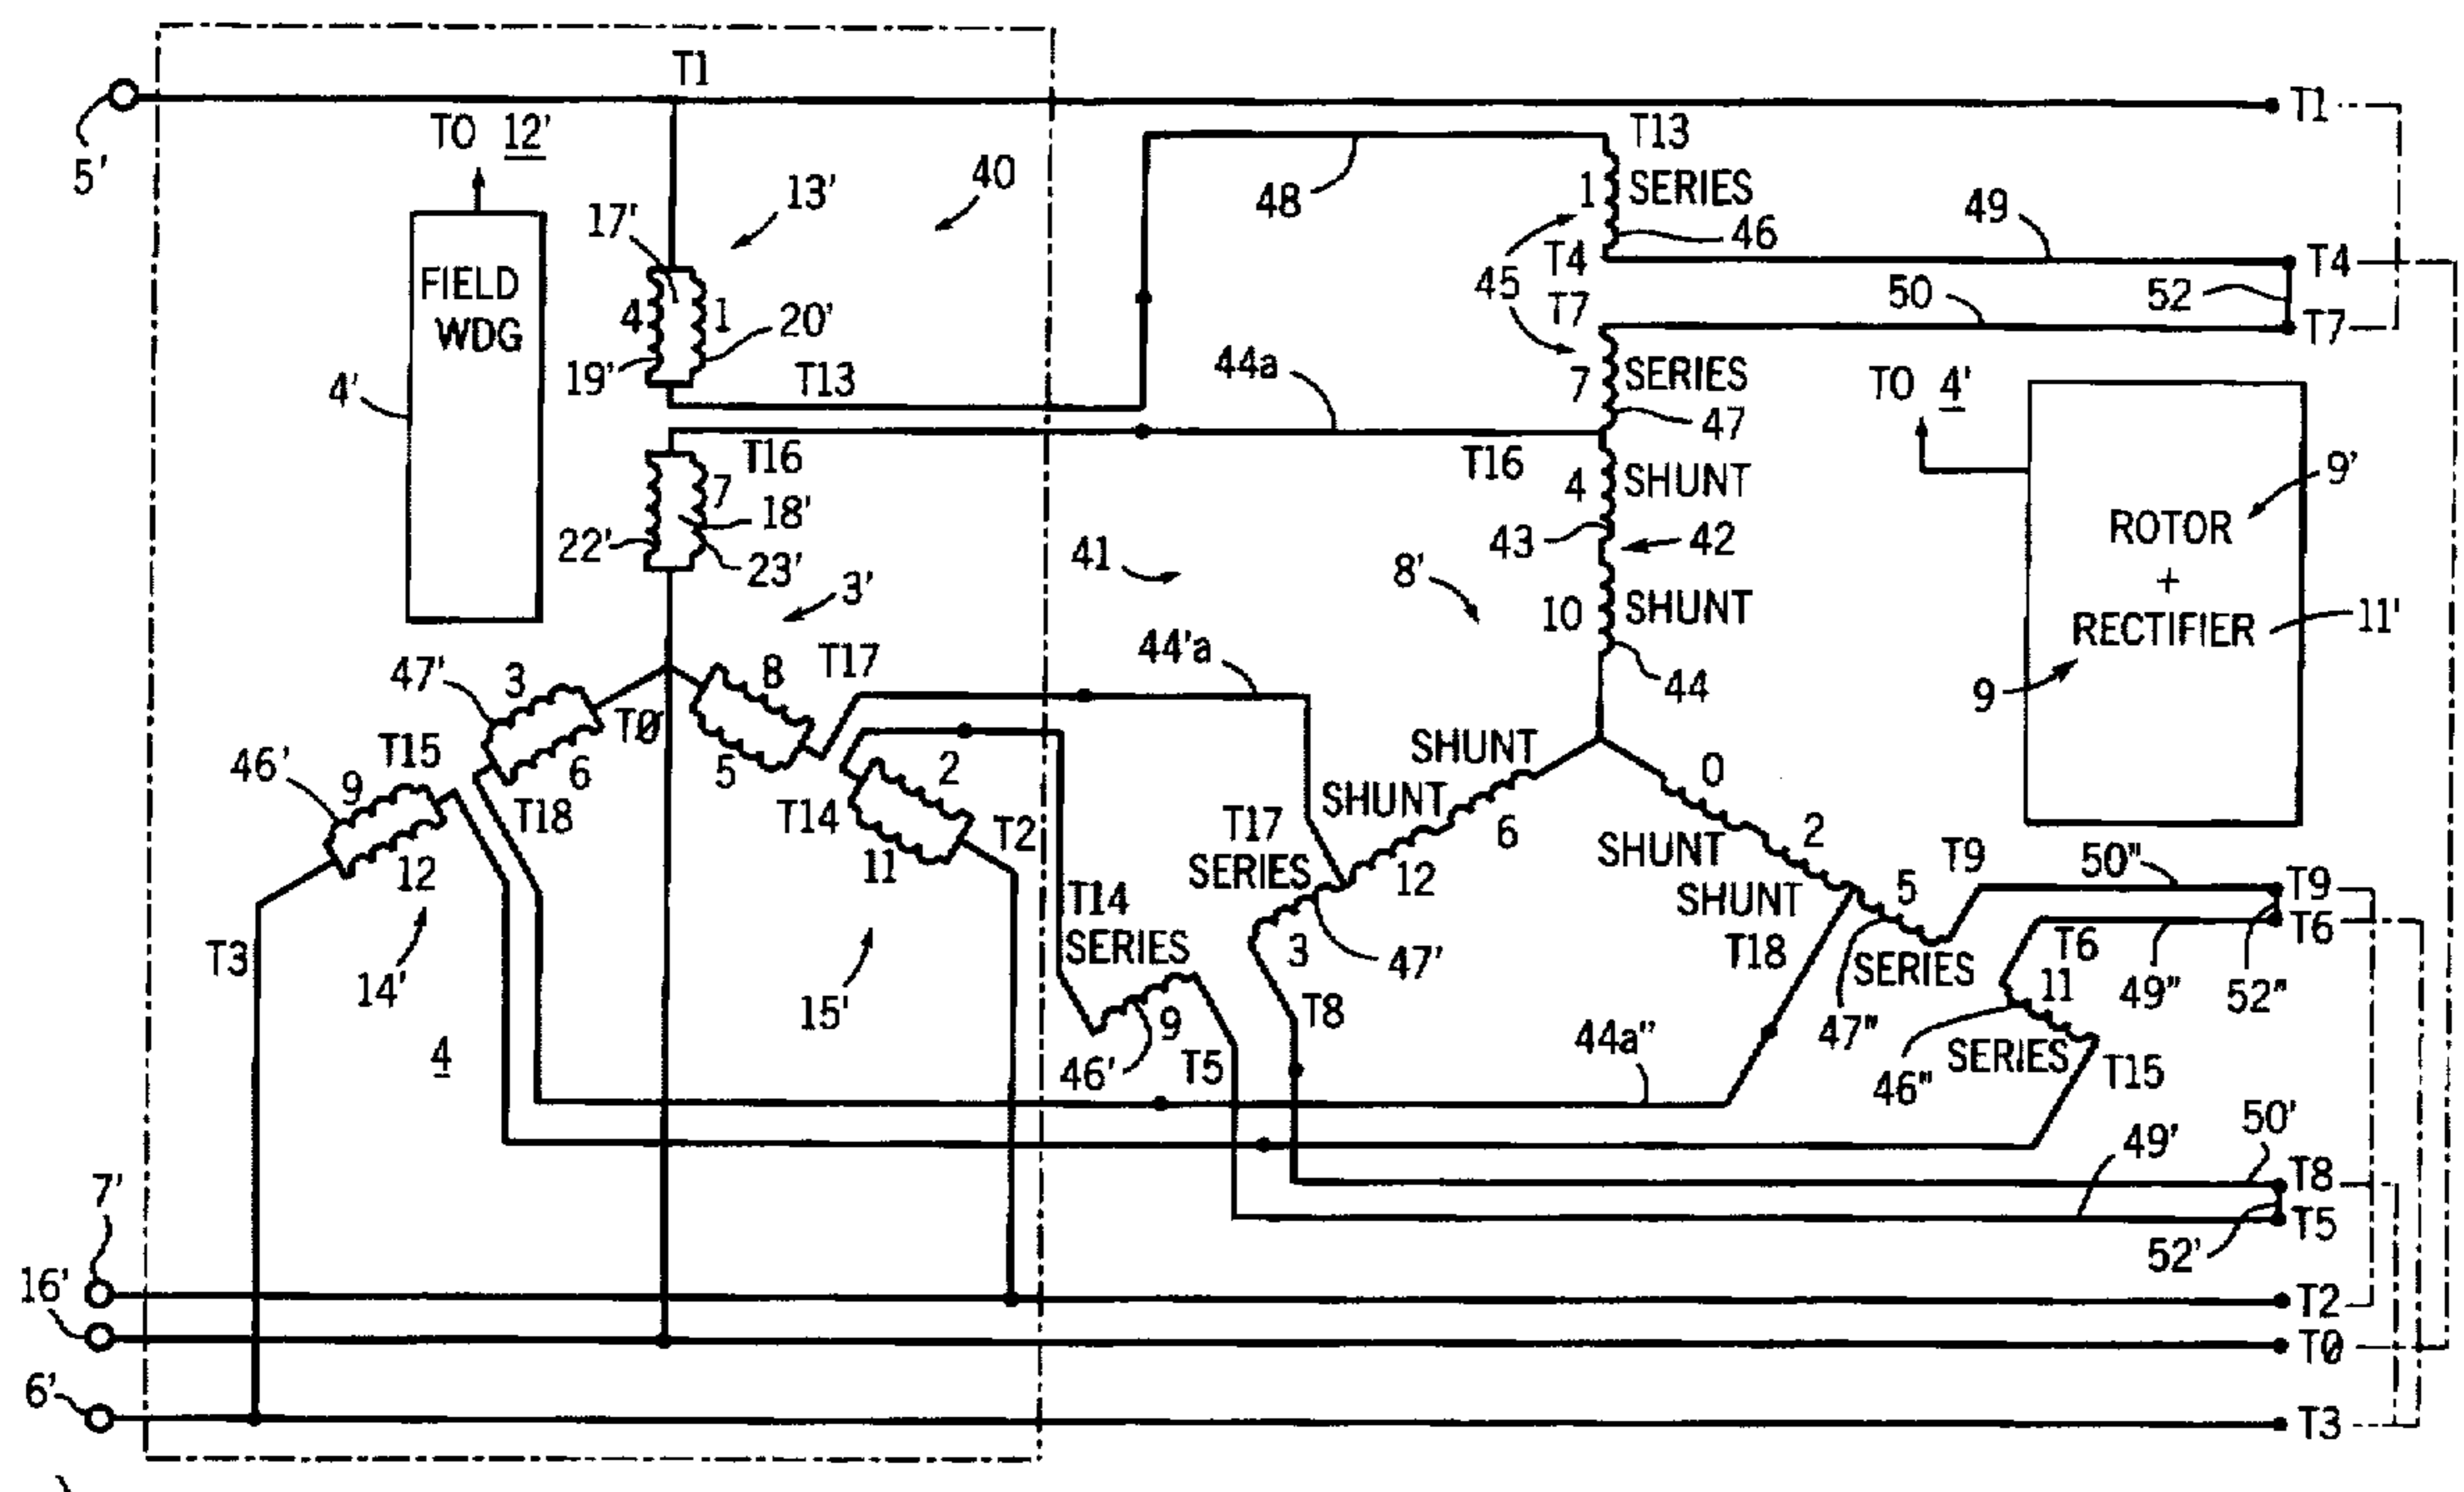 T1
T1
5'
TO 12'
T13
13'
40
17'
48
1
SERIES
49
46
FIELD
WDG
T4
T4
45
T7
50
52
T7
4
1
20'
19'
T13
4'
44a
7
SERIES
TO 4'
47
T16
T16
7
18'
4
SHUNT
9'
22'
23'
43
42
ROTOR
+
RECTIFIER
11'
41
8'
10
SHUNT
3'
44
9
47'
3
8
T17
44'a
T0
T15
46'
9
6
5
2
SHUNT
0
T18
T14
T2
SHUNT
6
2
12
11
T17
SERIES
12
SHUNT
SHUNT
5
T9
50"
T9
T6
T3
14'
15'
T14
SERIES
3
47'
T18
SERIES
T6
11
49"
52"
4
9
46'
T5
T8
44a"
47"
46"
SERIES
T15
50'
49'
T8
T5
52'
7'
16'
T2
T0
6'
T3